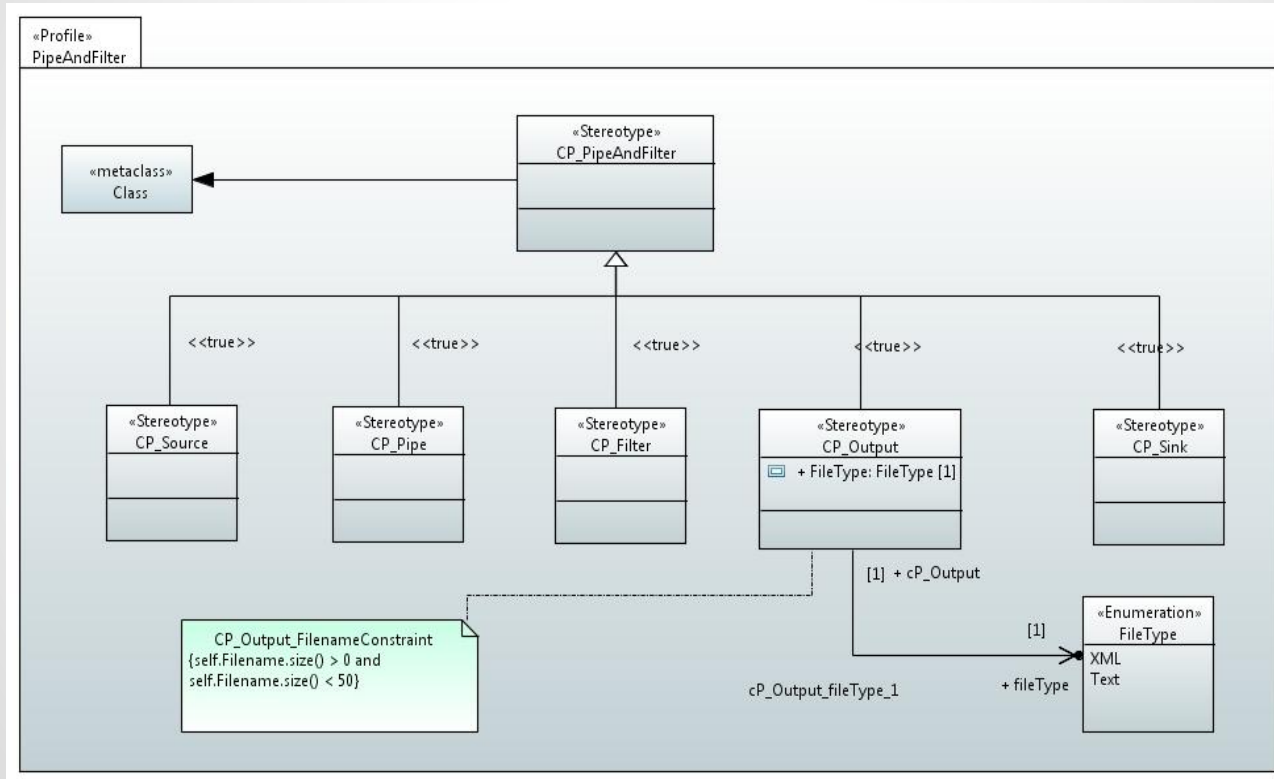 «Profile»
PipeAndFilter
«Stereotype»
CP_PipeAndFilter
«metaclass»
Class
<<true>>
<<true>>
<<true>>
<<true>>
<<true>>
«Stereotype»
CP_Source
«Stereotype»
CP_Pipe
«Stereotype»
CP_Filter
«Stereotype»
CP_Output
+ FileType: FileType [1]
«Stereotype»
CP_Sink
[1] + cP_Output
CP_Output_FilenameConstraint
{self.Filename.size() > 0 and
self.Filename.size() < 50}
[1]
cP_Output_fileType_1
+ fileType
«Enumeration»
FileType
XML
Text